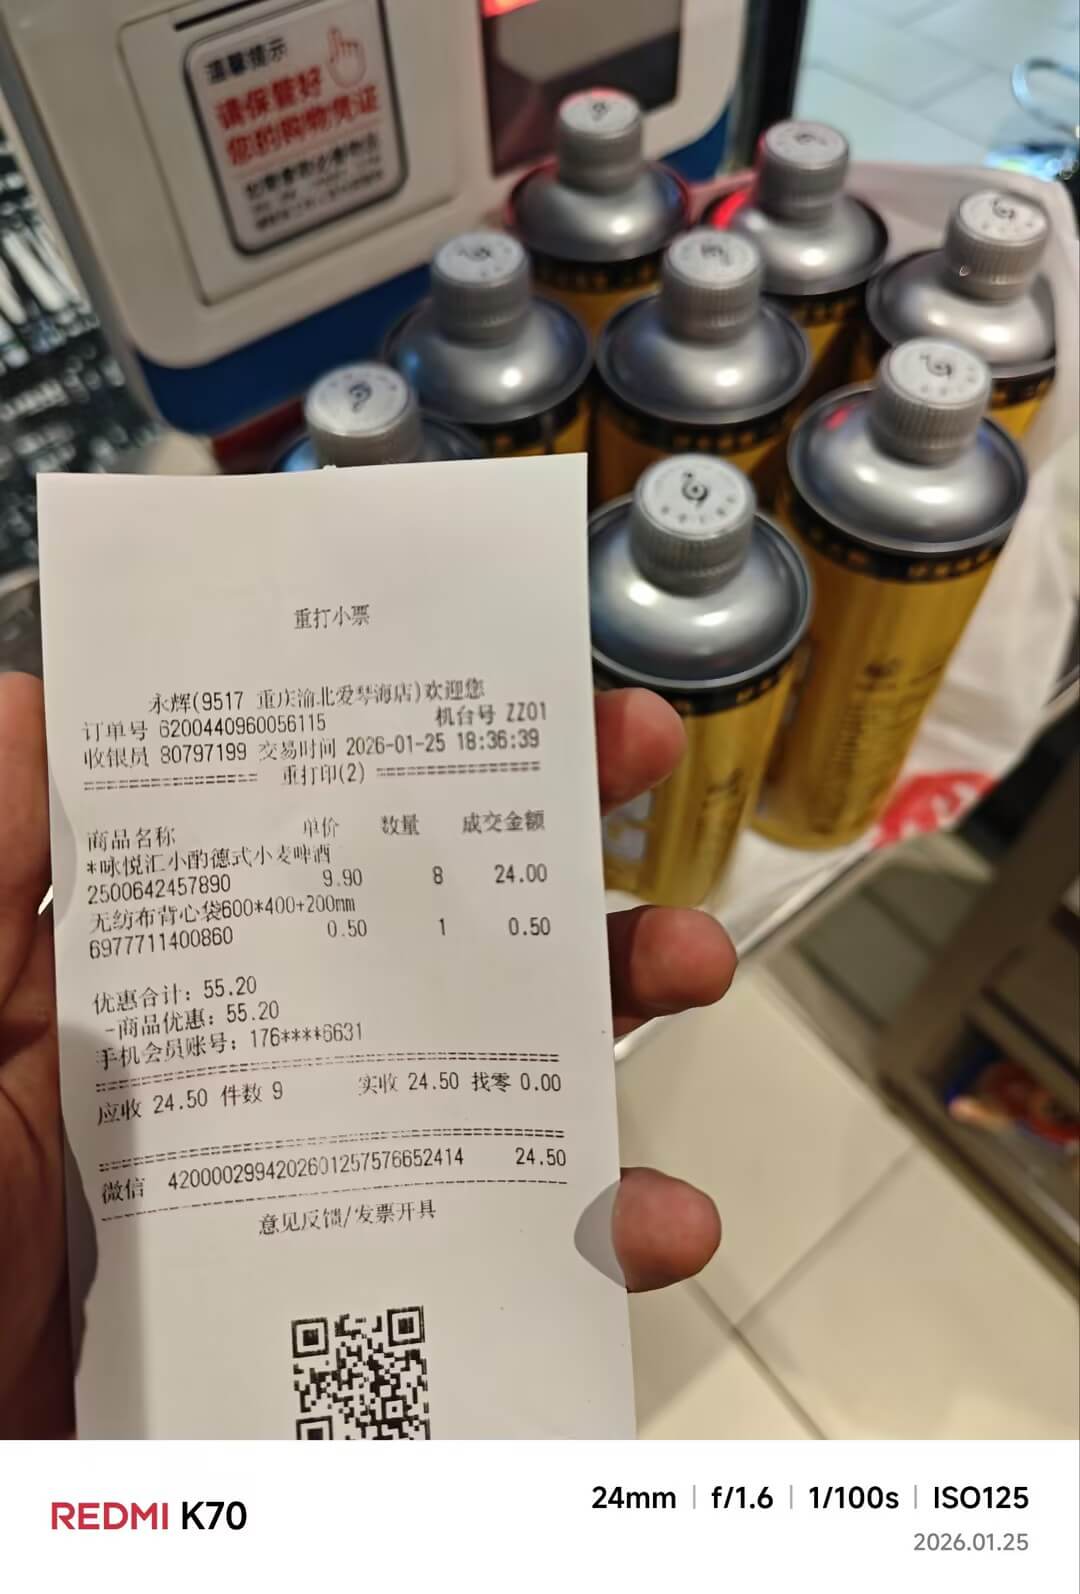 温馨提示
请保管好
您的购物凭证
重打小票
永辉(9517 重庆渝北爱琴海店)欢迎您
订单号 6200440960056115 机台号 ZZ01
收银员 80797199 交易时间 2026-01-25 18:36:39
================ 重打印(2) ================
商品名称 单价 数量 成交金额
*咏悦汇小酌德式小麦啤酒
2500642457890 9.90 8 24.00
无纺布背心袋600*400+200mm
6977711400860 0.50 1 0.50
优惠合计: 55.20
-商品优惠: 55.20
手机会员账号: 176****6631
应收 24.50 件数 9 实收 24.50 找零 0.00
微信 4200002994202601257576652414 24.50
意见反馈/发票开具
REDMI K70
24mm | f/1.6 | 1/100s | ISO125
2026.01.25